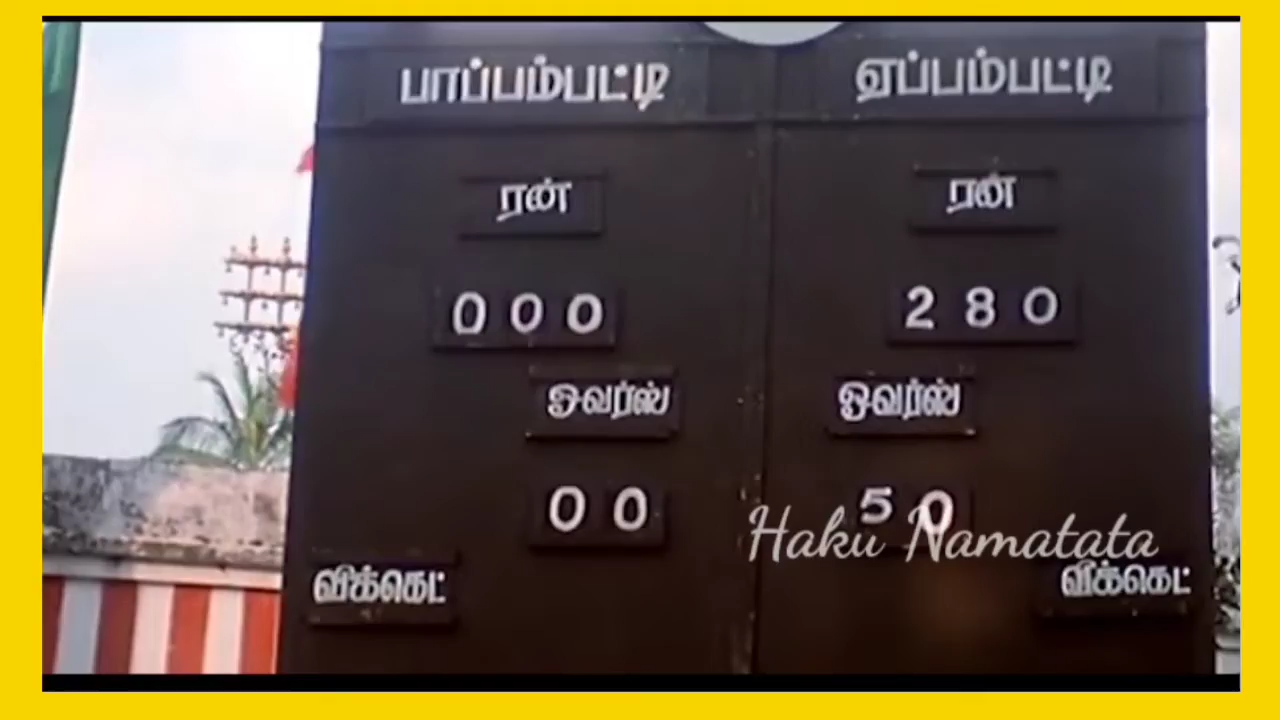 பாப்பம்பட்டி ஏப்பம்பட்டி
ரன் ரன்
000 280
ஓவர்ஸ் ஓவர்ஸ்
00 50
Haku Namatata
விக்கெட் விக்கெட்